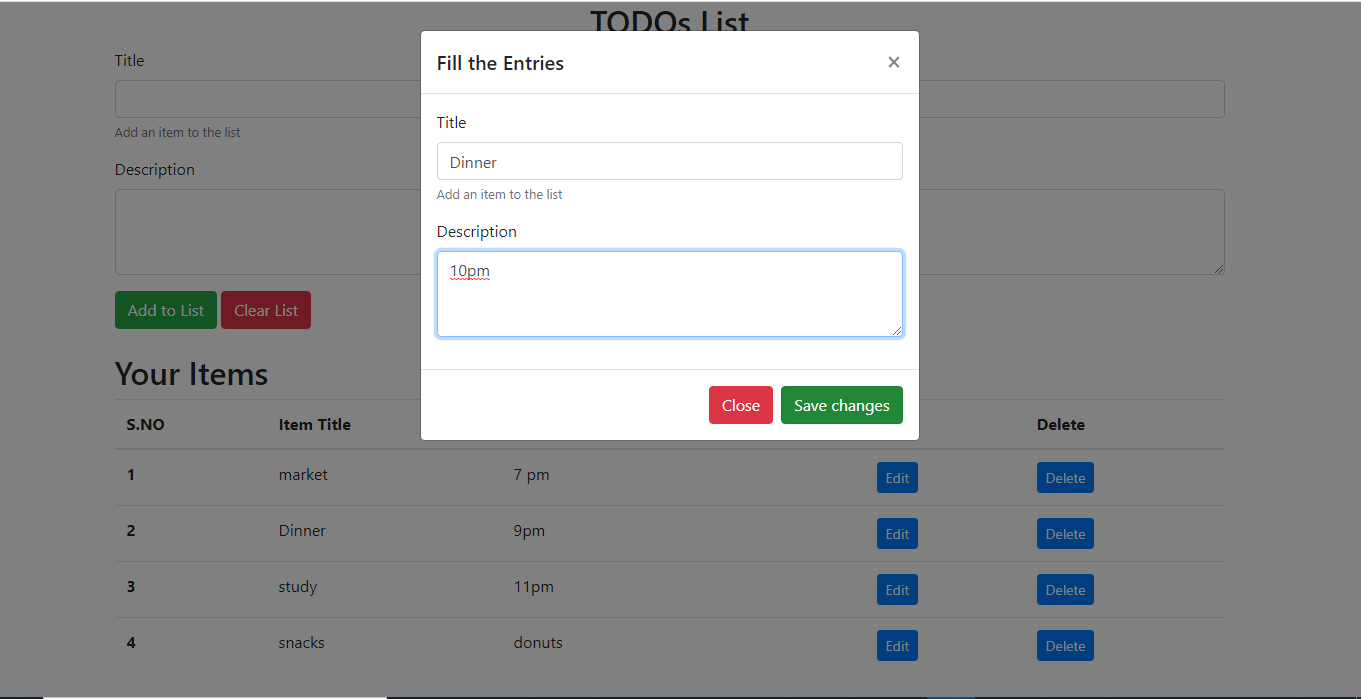 TODOs List
Title
Add an item to the list
Description
Add to List Clear List
Fill the Entries ×
Title
Dinner
Add an item to the list
Description
10pm
Close Save changes
Your Items
S.NO Item Title Delete
1 market 7 pm Edit Delete
2 Dinner 9pm Edit Delete
3 study 11pm Edit Delete
4 snacks donuts Edit Delete